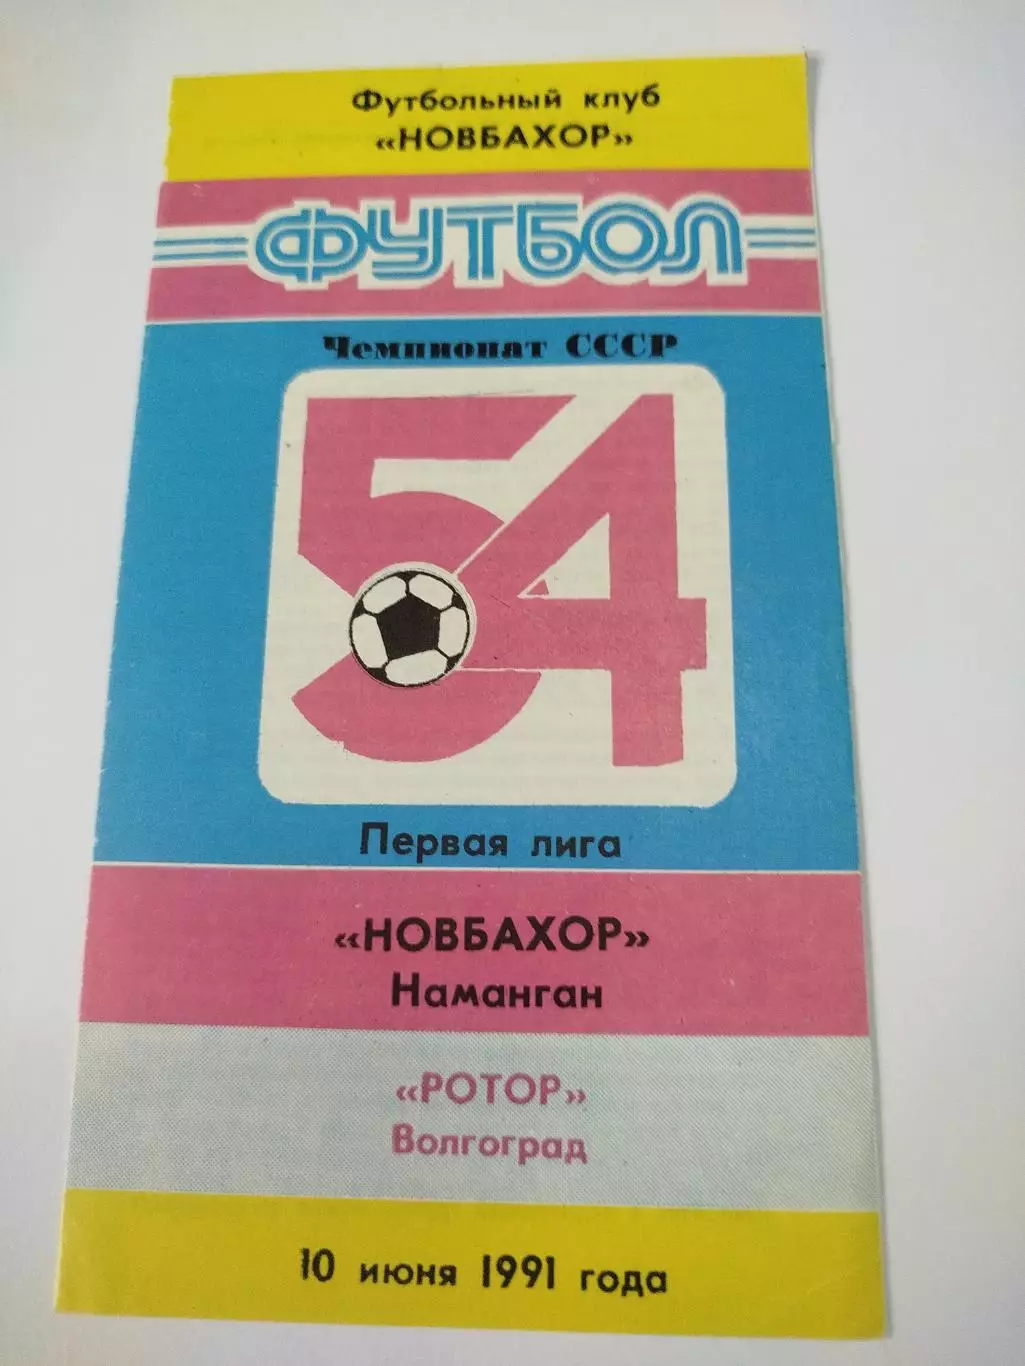 Футбольный клуб
«НОВБАХОР»
ФУТБОЛ
Чемпионат СССР
54
Первая лига
«НОВБАХОР»
Наманган
«РОТОР»
Волгоград
10 июня 1991 года